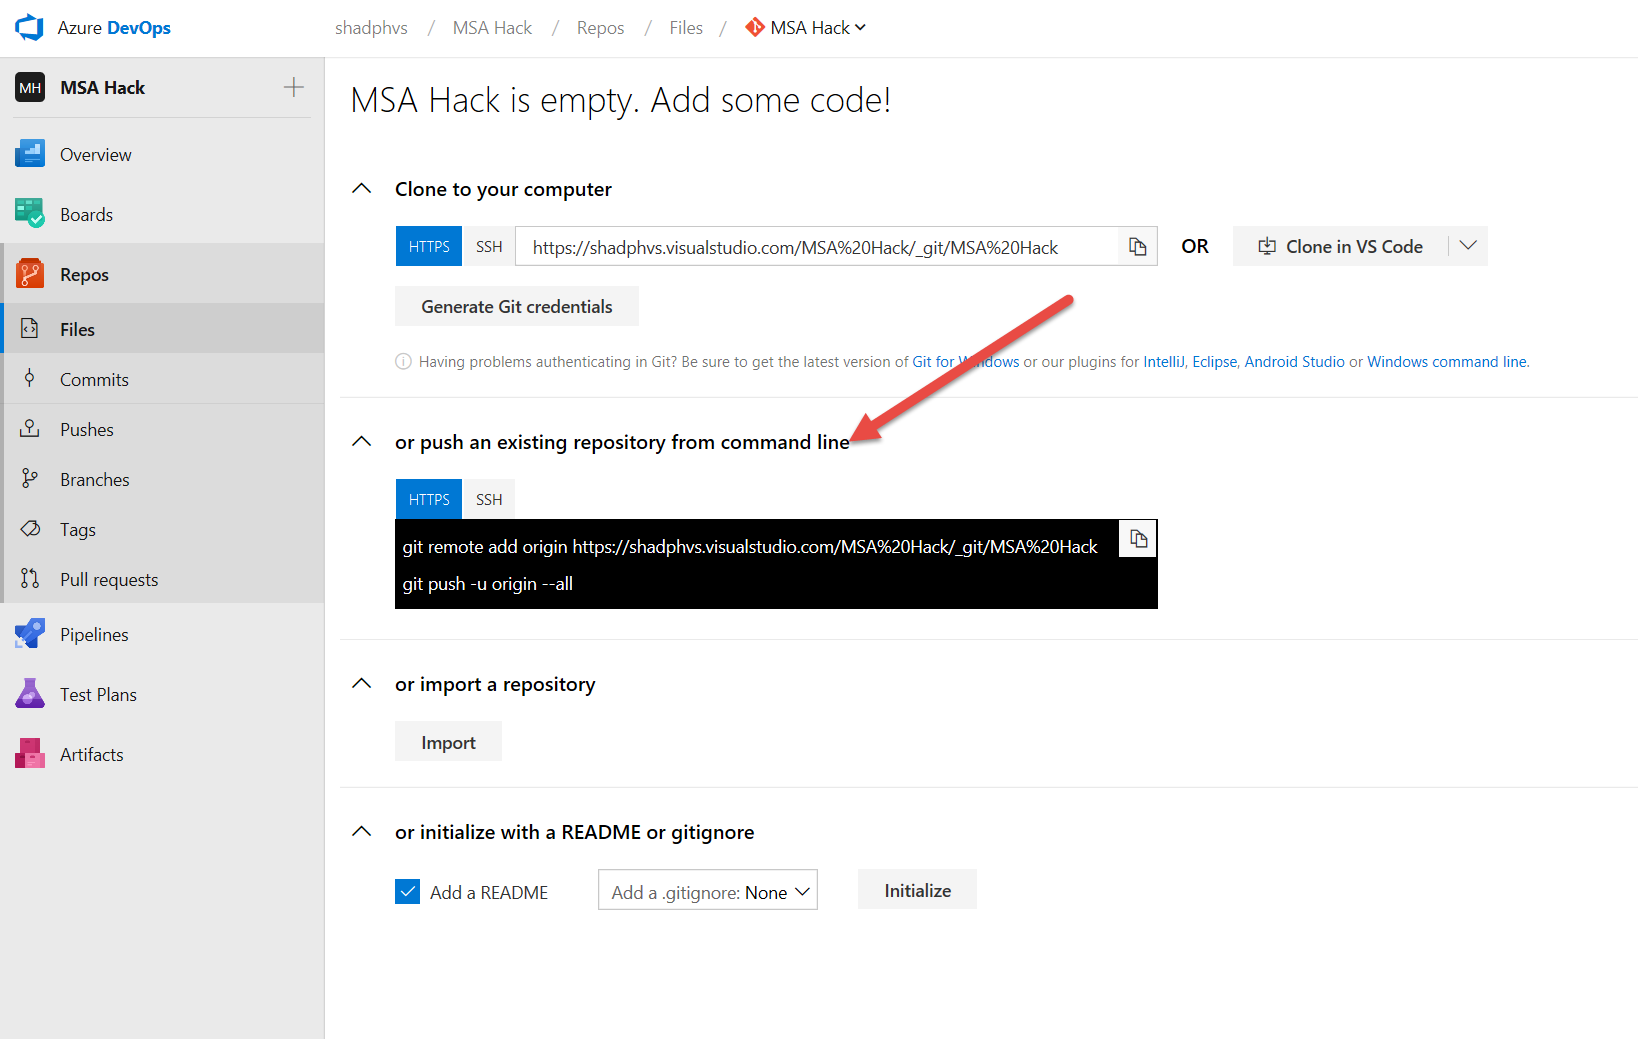 Azure DevOps
shadphvs / MSA Hack / Repos / Files / MSA Hack
MH MSA Hack
Overview
Boards
Repos
Files
Commits
Pushes
Branches
Tags
Pull requests
Pipelines
Test Plans
Artifacts
MSA Hack is empty. Add some code!
Clone to your computer
HTTPS SSH https://shadphvs.visualstudio.com/MSA%20Hack/_git/MSA%20Hack OR Clone in VS Code
Generate Git credentials
Having problems authenticating in Git? Be sure to get the latest version of Git for Windows or our plugins for IntelliJ, Eclipse, Android Studio or Windows command line.
or push an existing repository from command line
HTTPS SSH
git remote add origin https://shadphvs.visualstudio.com/MSA%20Hack/_git/MSA%20Hack
git push -u origin --all
or import a repository
Import
or initialize with a README or gitignore
Add a README Add a .gitignore: None Initialize